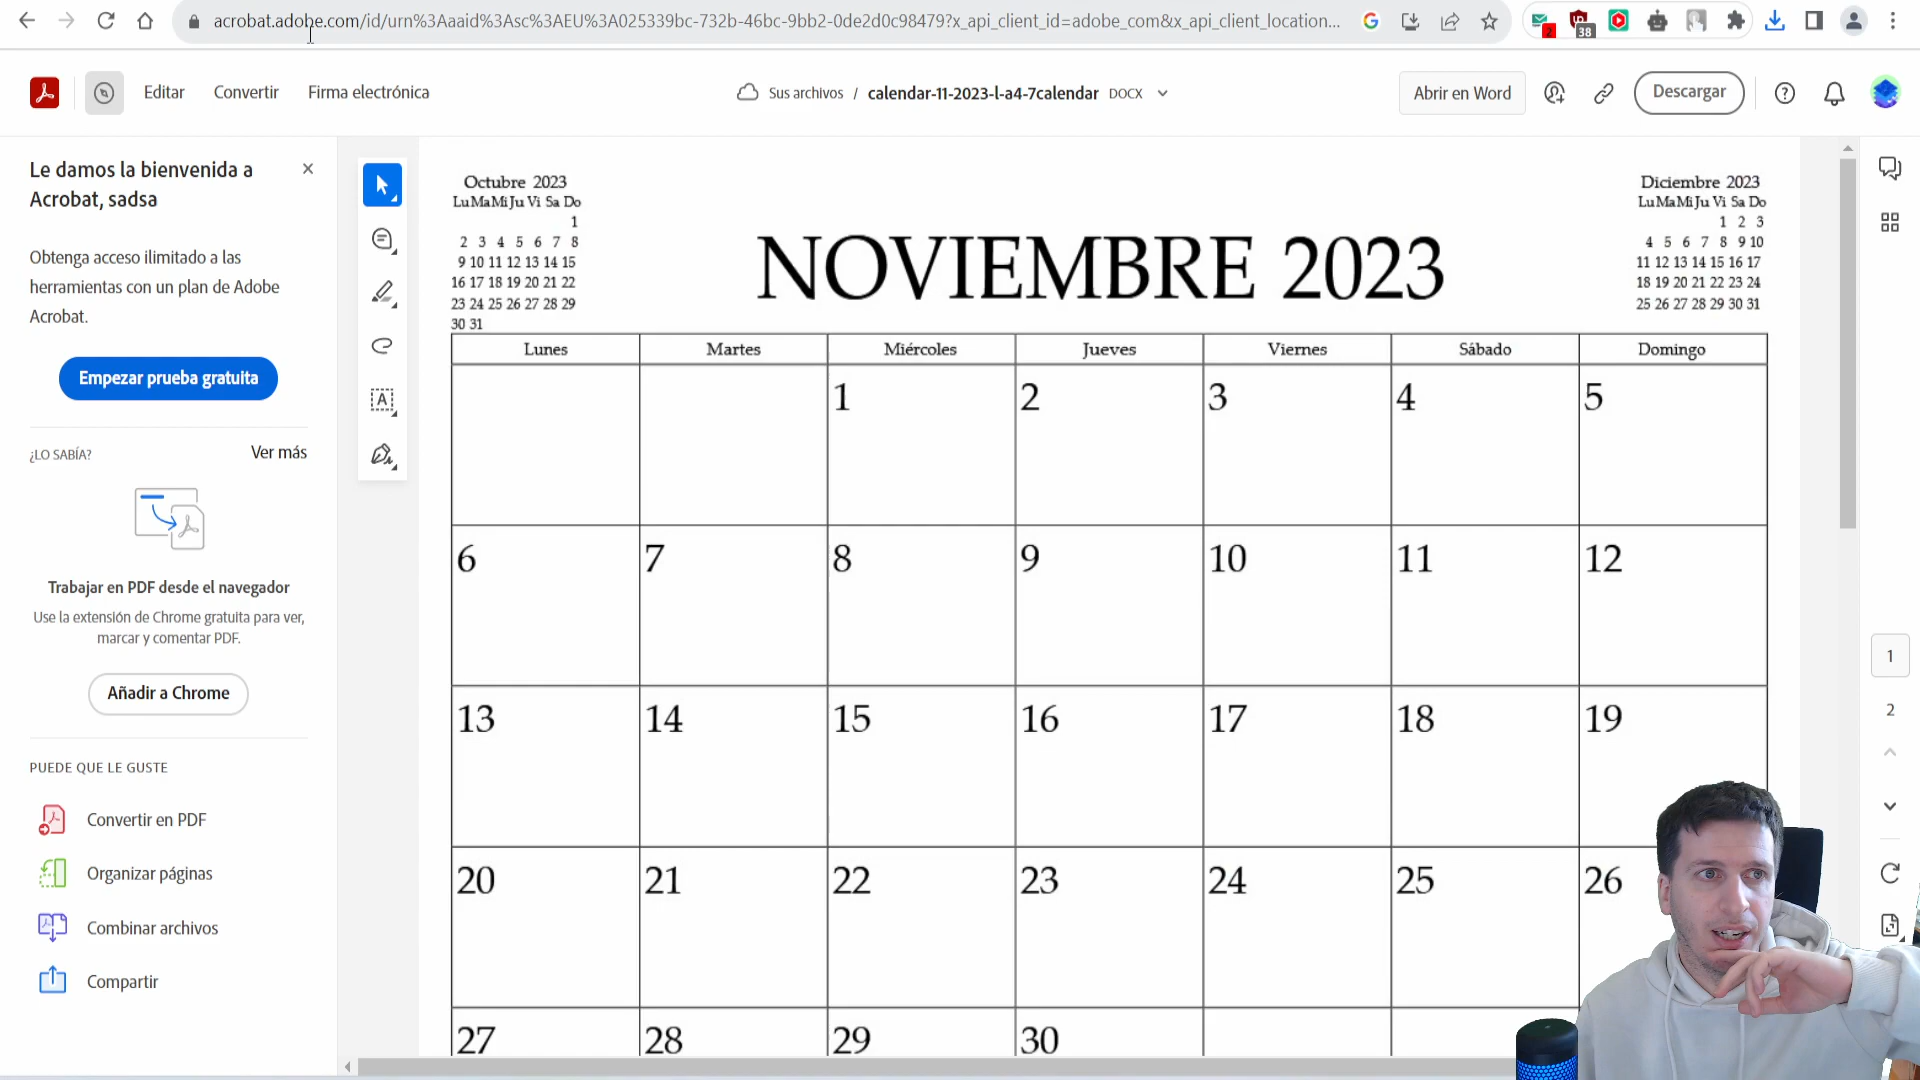 acrobat.adobe.com/id/urn%3Aaaid%3Asc%3AEU%3A025339bc-732b-46bc-9bb2-0de2d0c98479?x_api_client_id=adobe_com&x_api_client_location...
2
38
Editar
Convertir
Firma electrónica
Sus archivos / calendar-11-2023-l-a4-7calendar DOCX
Abrir en Word
Descargar
Le damos la bienvenida a
Acrobat, sadsa
Obtenga acceso ilimitado a las
herramientas con un plan de Adobe
Acrobat.
Empezar prueba gratuita
¿LO SABÍA?
Ver más
Trabajar en PDF desde el navegador
Use la extensión de Chrome gratuita para ver,
marcar y comentar PDF.
Añadir a Chrome
PUEDE QUE LE GUSTE
Convertir en PDF
Organizar páginas
Combinar archivos
Compartir
Octubre 2023
Lu Ma Mi Ju Vi Sa Do
1
2 3 4 5 6 7 8
9 10 11 12 13 14 15
16 17 18 19 20 21 22
23 24 25 26 27 28 29
30 31
NOVIEMBRE 2023
Diciembre 2023
Lu Ma Mi Ju Vi Sa Do
1 2 3
4 5 6 7 8 9 10
11 12 13 14 15 16 17
18 19 20 21 22 23 24
25 26 27 28 29 30 31
Lunes Martes Miércoles Jueves Viernes Sábado Domingo
1 2 3 4 5
6 7 8 9 10 11 12
13 14 15 16 17 18 19
20 21 22 23 24 25 26
27 28 29 30
1
2